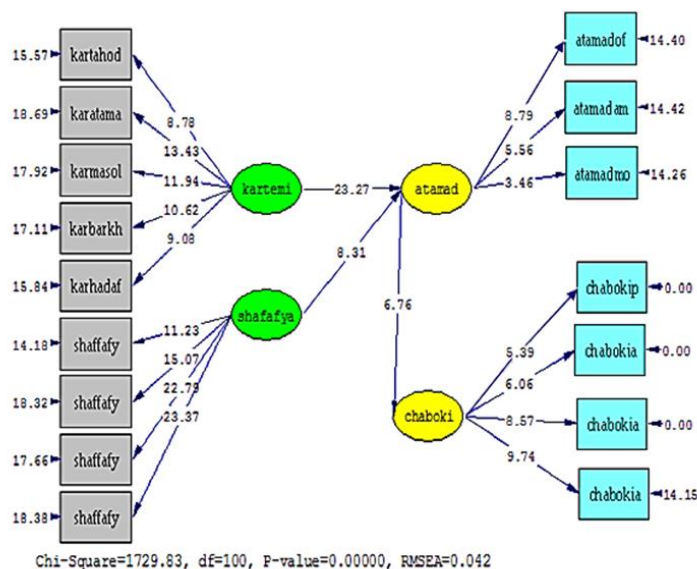 15.57 kartahod
18.69 karatama
17.92 karmasol
17.11 karbarkh
15.84 karhadaf
14.18 shaffafy
18.32 shaffafy
17.66 shaffafy
18.38 shaffafy
8.78
13.43
11.94
10.62
9.08
11.23
15.07
22.79
23.37
kartemi
shafafya
23.27
8.31
atamad
6.76
chaboki
8.79
5.56
3.46
5.39
6.06
8.57
9.74
atamadof 14.40
atamadam 14.42
atamadmo 14.26
chabokip 0.00
chabokia 0.00
chabokia 0.00
chabokia 14.15
Chi-Square=1729.83, df=100, P-value=0.00000, RMSEA=0.042